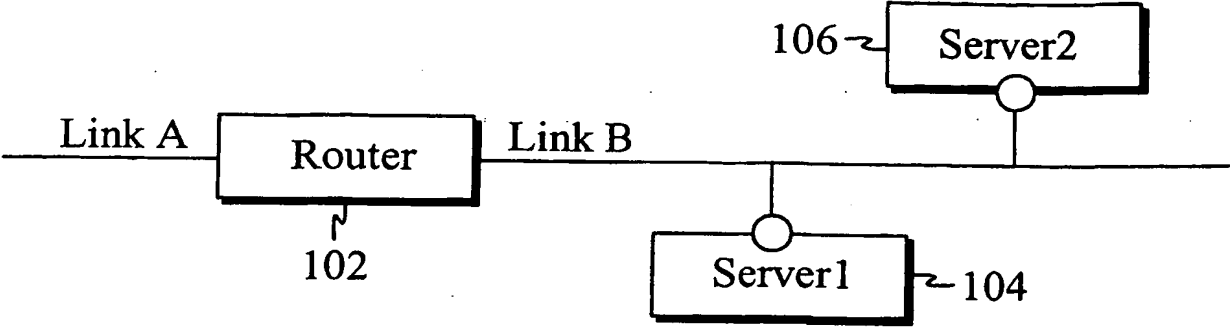 106
Server2
Link A
Router
Link B
102
Server1
104